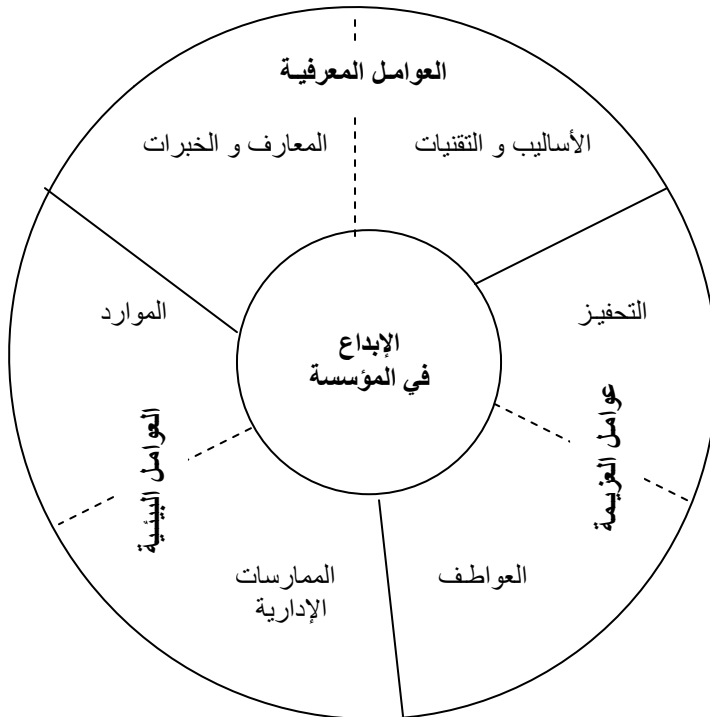 العوامل المعرفية
الأساليب و التقنيات
المعارف و الخبرات
التحفيز
الموارد
الإبداع
في المؤسسة
عوامل العزيمة
العوامل البيئية
العواطف
الممارسات
الإدارية